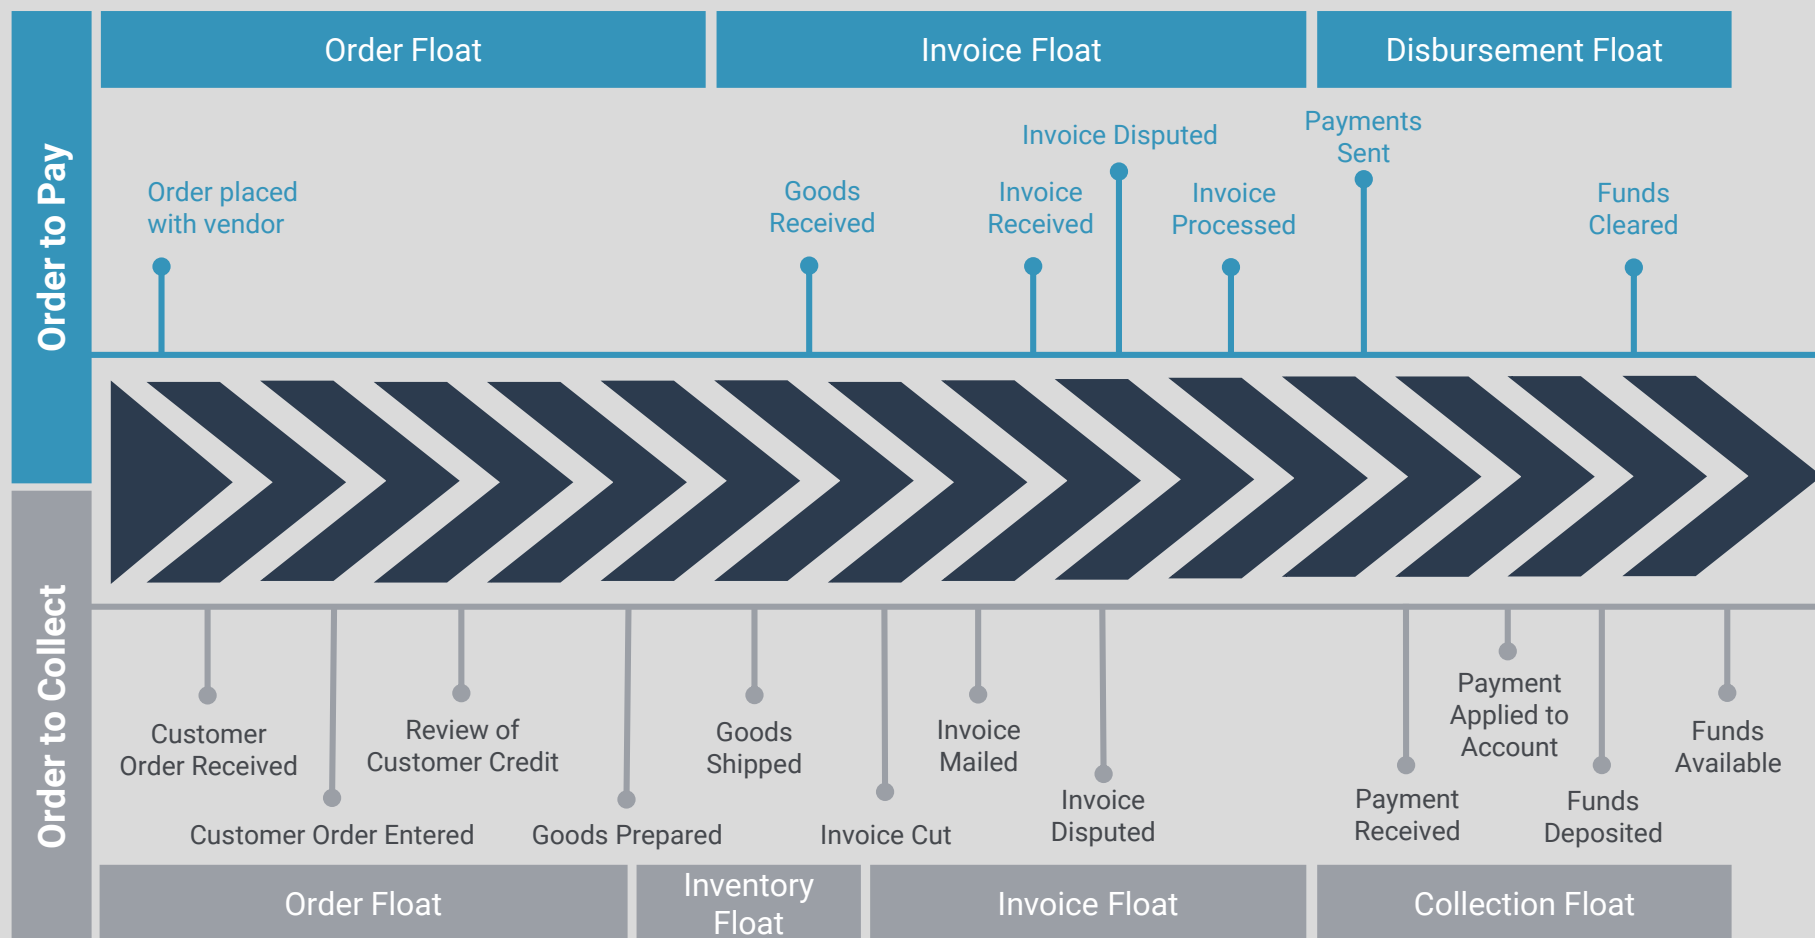 Order to Pay
Order Float
Invoice Float
Disbursement Float
Order placed
with vendor
Goods
Received
Invoice
Received
Invoice Disputed
Invoice
Processed
Payments
Sent
Funds
Cleared
Order to Collect
Customer
Order Received
Customer Order Entered
Review of
Customer Credit
Goods Prepared
Goods
Shipped
Invoice Cut
Invoice
Mailed
Invoice
Disputed
Payment
Received
Payment
Applied to
Account
Funds
Deposited
Funds
Available
Order Float
Inventory
Float
Invoice Float
Collection Float